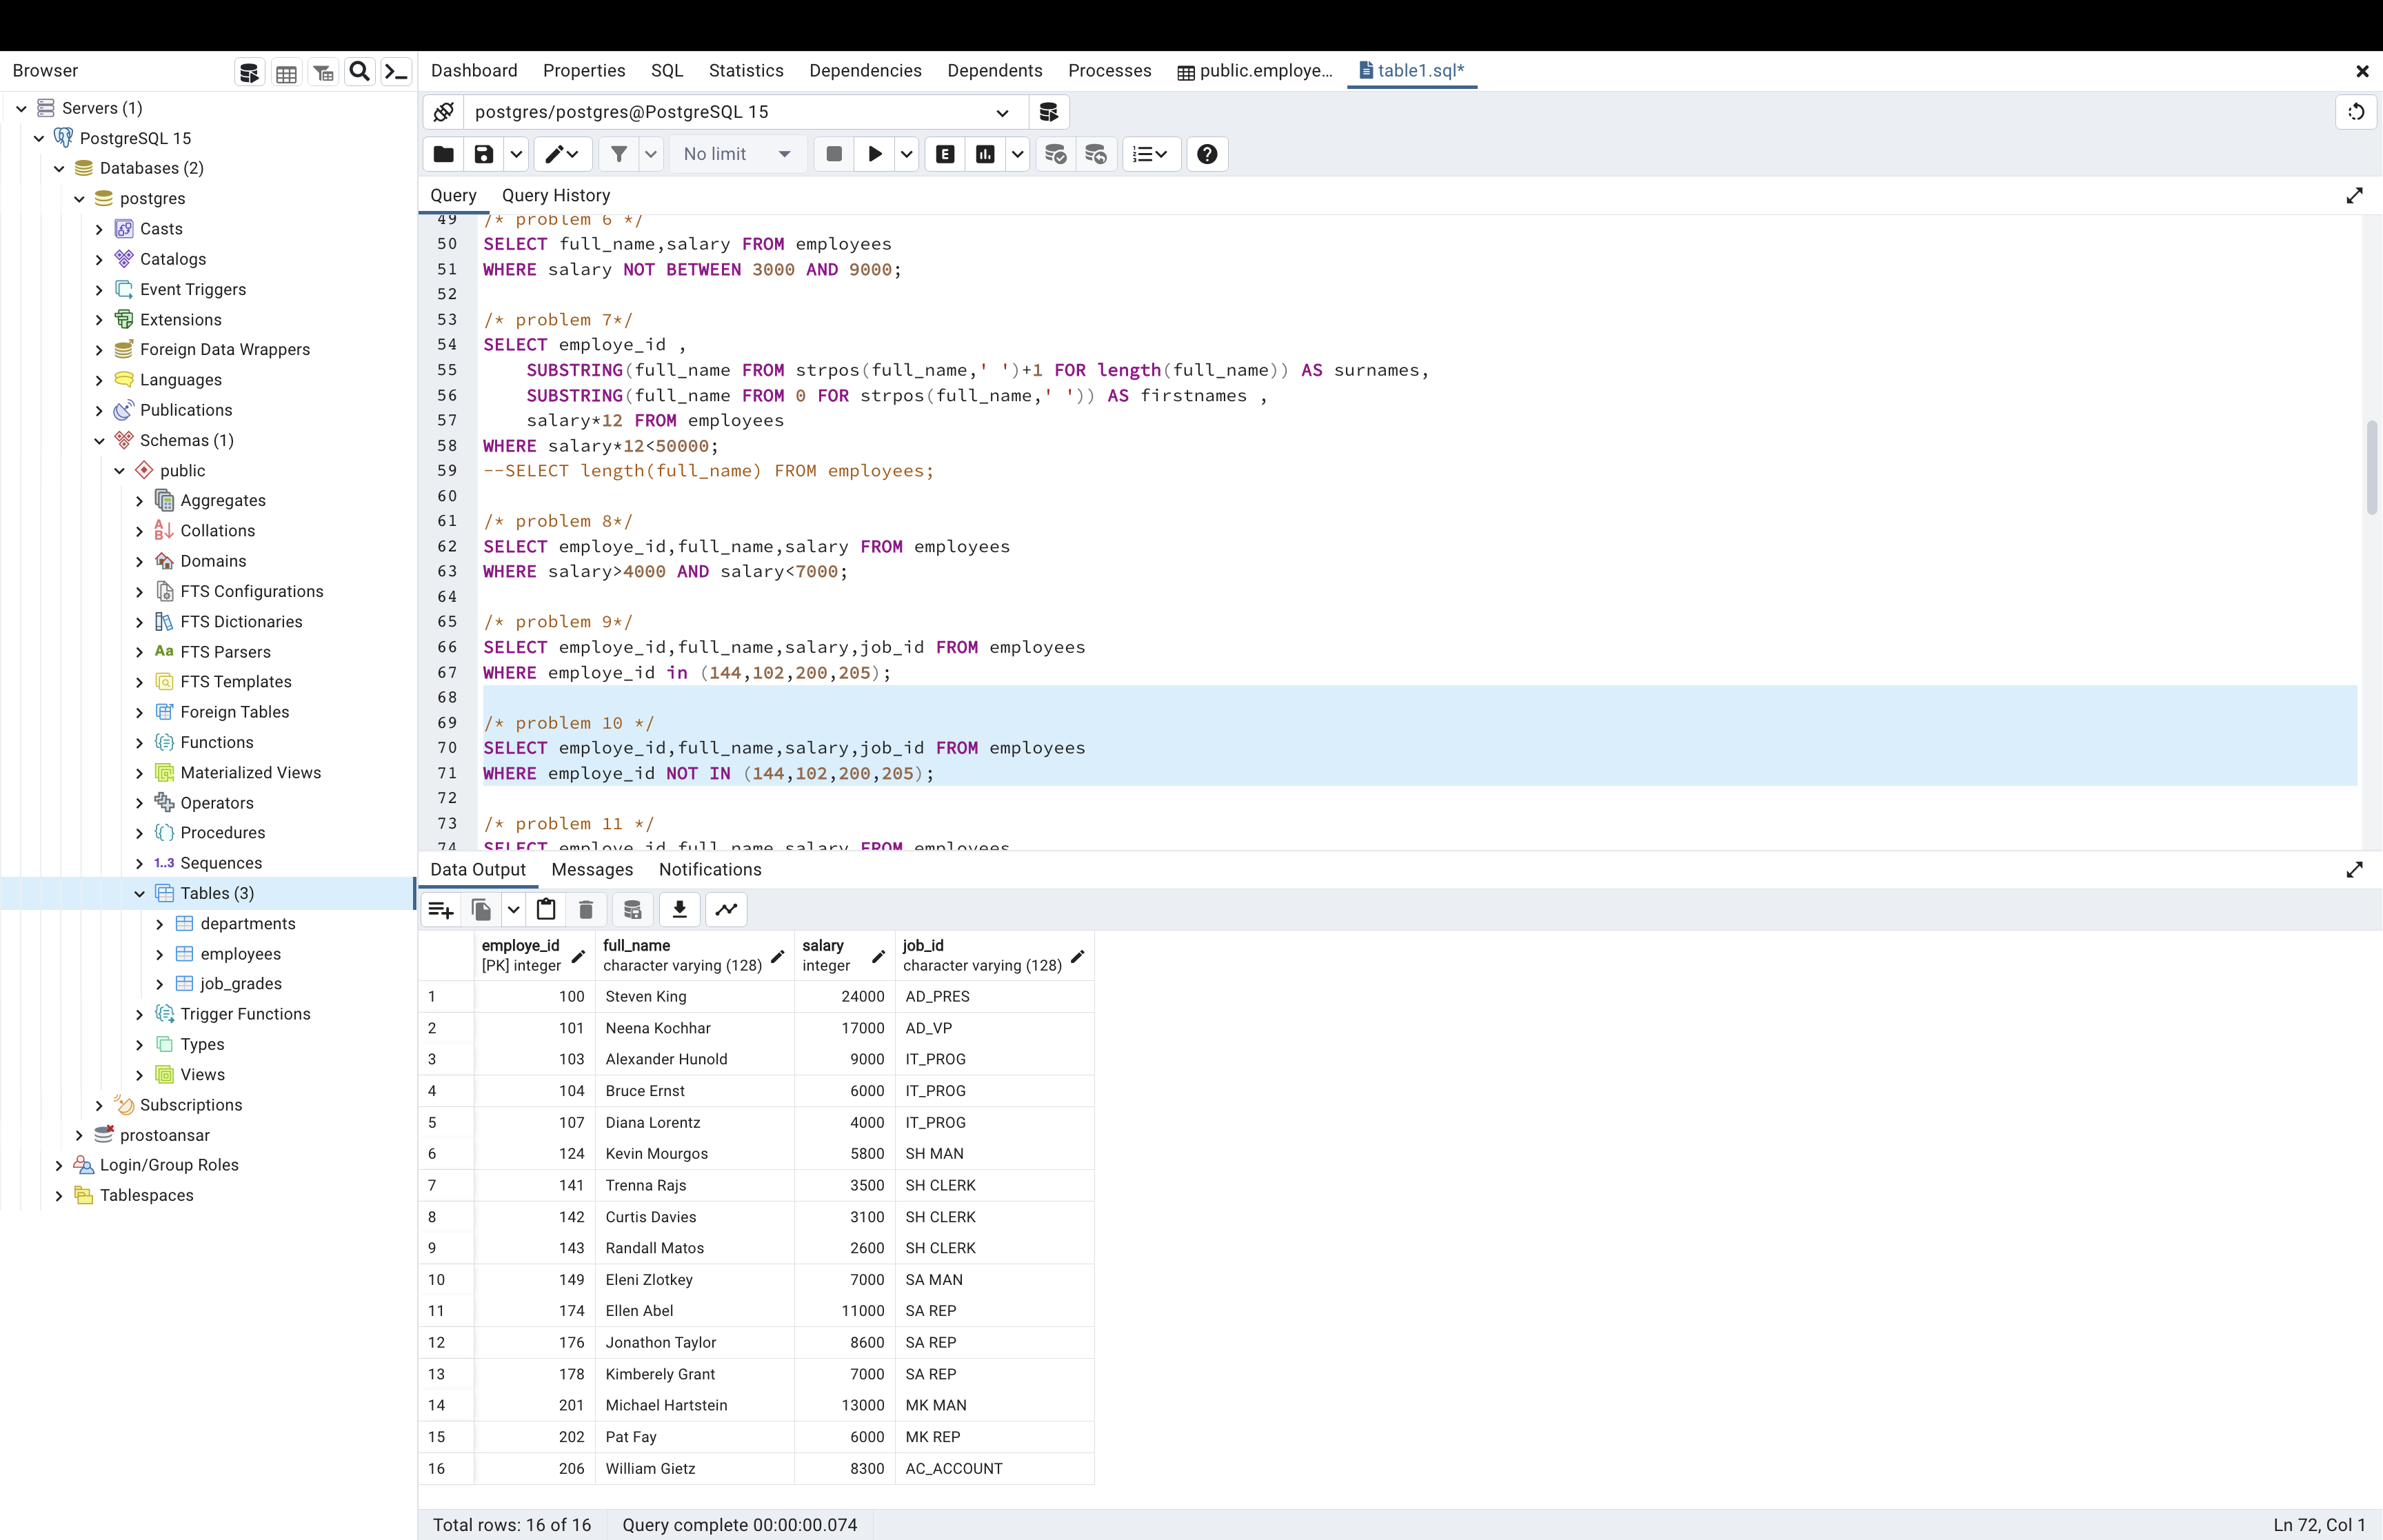 Browser
Dashboard Properties SQL Statistics Dependencies Dependents Processes public.employe... table1.sql*
Servers (1)
PostgreSQL 15
Databases (2)
postgres
Casts
Catalogs
Event Triggers
Extensions
Foreign Data Wrappers
Languages
Publications
Schemas (1)
public
Aggregates
Collations
Domains
FTS Configurations
FTS Dictionaries
Aa FTS Parsers
FTS Templates
Foreign Tables
Functions
Materialized Views
Operators
Procedures
1..3 Sequences
Tables (3)
departments
employees
job_grades
Trigger Functions
Types
Views
Subscriptions
prostoansar
Login/Group Roles
Tablespaces
postgres/postgres@PostgreSQL 15
No limit E
Query Query History
49 /* problem 6 */
50 SELECT full_name,salary FROM employees
51 WHERE salary NOT BETWEEN 3000 AND 9000;
52
53 /* problem 7*/
54 SELECT employe_id ,
55 SUBSTRING(full_name FROM strpos(full_name,' ')+1 FOR length(full_name)) AS surnames,
56 SUBSTRING(full_name FROM 0 FOR strpos(full_name,' ')) AS firstnames ,
57 salary*12 FROM employees
58 WHERE salary*12<50000;
59 --SELECT length(full_name) FROM employees;
60
61 /* problem 8*/
62 SELECT employe_id,full_name,salary FROM employees
63 WHERE salary>4000 AND salary<7000;
64
65 /* problem 9*/
66 SELECT employe_id,full_name,salary,job_id FROM employees
67 WHERE employe_id in (144,102,200,205);
68
69 /* problem 10 */
70 SELECT employe_id,full_name,salary,job_id FROM employees
71 WHERE employe_id NOT IN (144,102,200,205);
72
73 /* problem 11 */
74 SELECT employe_id,full_name,salary FROM employees
Data Output Messages Notifications
employe_id full_name salary job_id
[PK] integer character varying (128) integer character varying (128)
1 100 Steven King 24000 AD_PRES
2 101 Neena Kochhar 17000 AD_VP
3 103 Alexander Hunold 9000 IT_PROG
4 104 Bruce Ernst 6000 IT_PROG
5 107 Diana Lorentz 4000 IT_PROG
6 124 Kevin Mourgos 5800 SH MAN
7 141 Trenna Rajs 3500 SH CLERK
8 142 Curtis Davies 3100 SH CLERK
9 143 Randall Matos 2600 SH CLERK
10 149 Eleni Zlotkey 7000 SA MAN
11 174 Ellen Abel 11000 SA REP
12 176 Jonathon Taylor 8600 SA REP
13 178 Kimberely Grant 7000 SA REP
14 201 Michael Hartstein 13000 MK MAN
15 202 Pat Fay 6000 MK REP
16 206 William Gietz 8300 AC_ACCOUNT
Total rows: 16 of 16 Query complete 00:00:00.074 Ln 72, Col 1